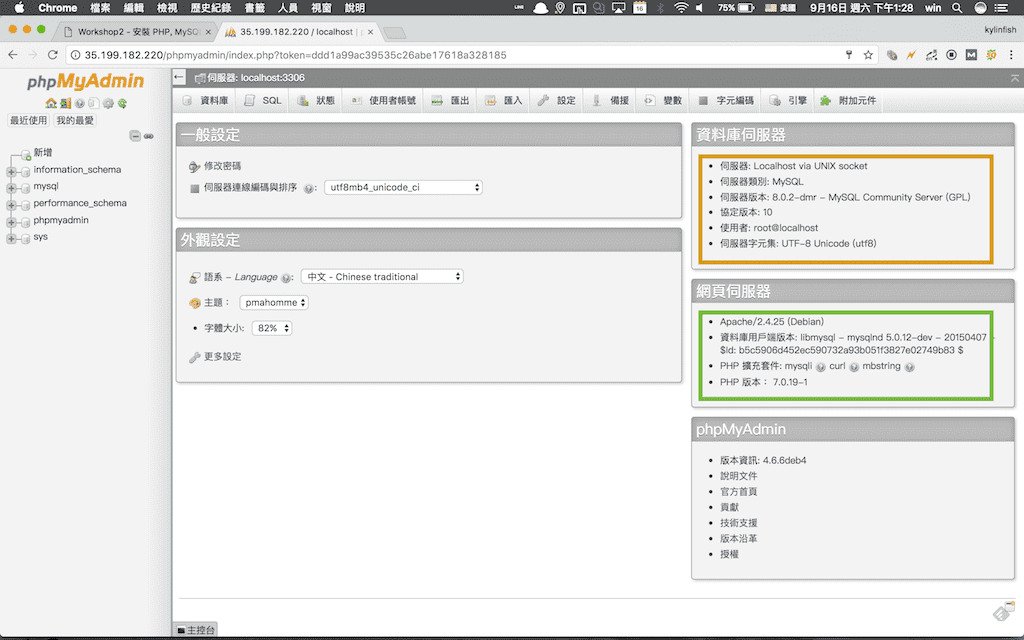 Chrome 檔案 編輯 檢視 歷史紀錄 書籤 人員 視窗 說明 LINE 16 75% 美國 9月16日 週六 下午1:28 win
Workshop2 - 安裝 PHP, MySQ 35.199.182.220 / localhost | kylinfish
35.199.182.220/phpmyadmin/index.php?token=ddd1a99ac39535c26abe17618a328185
phpMyAdmin
最近使用 我的最愛
新增
information_schema
mysql
performance_schema
phpmyadmin
sys
伺服器: localhost:3306
資料庫 SQL 狀態 使用者帳號 匯出 匯入 設定 備援 變數 字元編碼 引擎 附加元件
一般設定
修改密碼
伺服器連線編碼與排序 : utf8mb4_unicode_ci
外觀設定
語系 - Language : 中文 - Chinese traditional
主題: pmahomme
字體大小: 82%
更多設定
資料庫伺服器
伺服器: Localhost via UNIX socket
伺服器類別: MySQL
伺服器版本: 8.0.2-dmr - MySQL Community Server (GPL)
協定版本: 10
使用者: root@localhost
伺服器字元集: UTF-8 Unicode (utf8)
網頁伺服器
Apache/2.4.25 (Debian)
資料庫用戶端版本: libmysql - mysqlnd 5.0.12-dev - 20150407 -
$Id: b5c5906d452ec590732a93b051f3827e02749b83 $
PHP 擴充套件: mysqli curl mbstring
PHP 版本: 7.0.19-1
phpMyAdmin
版本資訊: 4.6.6deb4
說明文件
官方首頁
貢獻
技術支援
版本沿革
授權
主控台